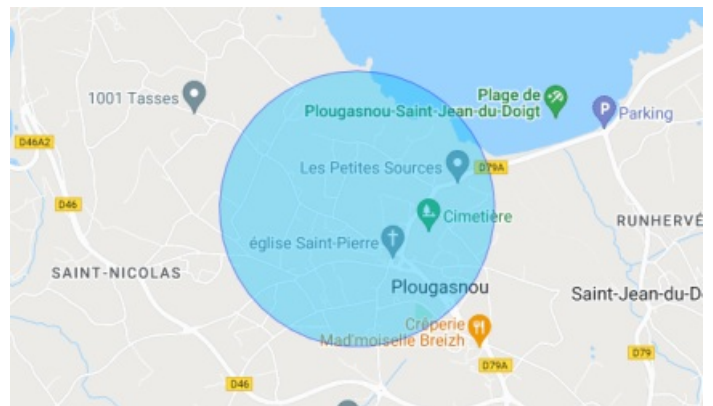 1001 Tasses
Plage de
Plougasnou-Saint-Jean-du-Doigt
P Parking
D46A2
Les Petites Sources
D79A
D46
Cimetière
RUNHERVÉ
église Saint-Pierre
SAINT-NICOLAS
Plougasnou
Saint-Jean-du-D
Crêperie
Mad'moiselle Breizh
D79
D79A
D46